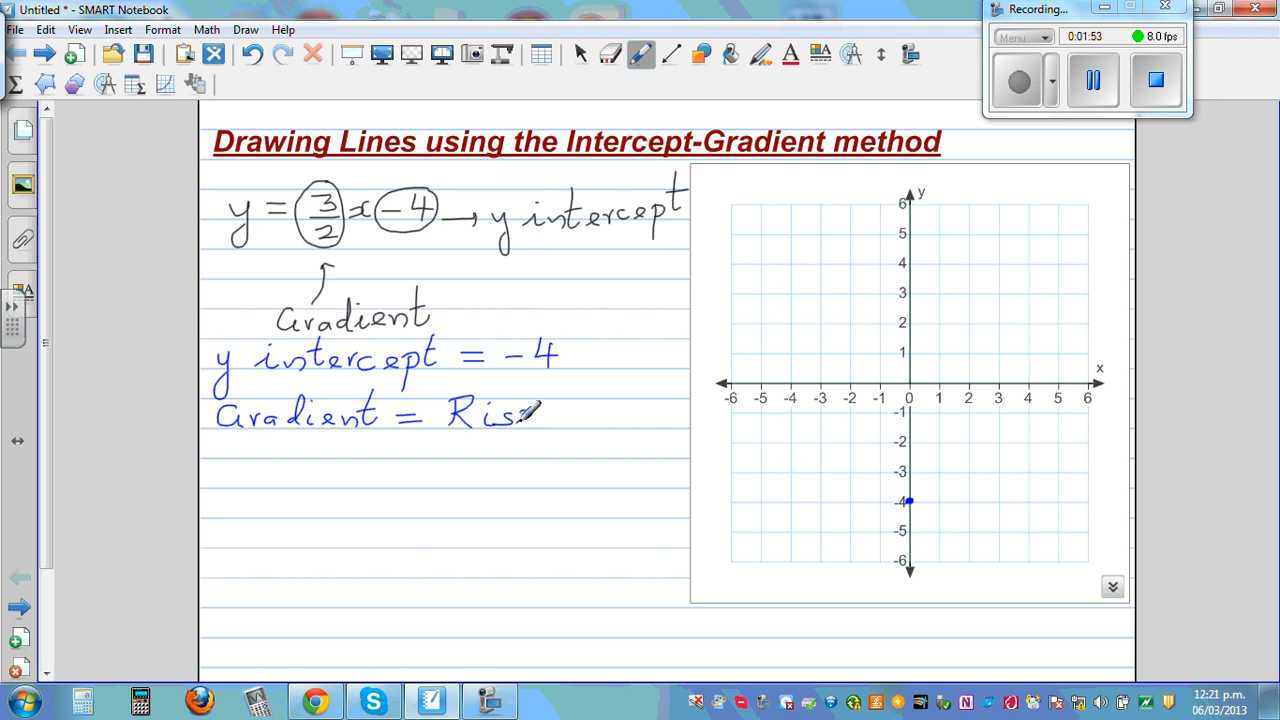 Untitled * - SMART Notebook
File Edit View Insert Format Math Draw Help
Recording...
Menu 0:01:53 8.0 fps
Drawing Lines using the Intercept-Gradient method
y = 3/2 x -4 → y intercept
Gradient
y intercept = -4
Gradient = Ris
y
6
5
4
3
2
1
x
-6 -5 -4 -3 -2 -1 0 1 2 3 4 5 6
-1
-2
-3
-4
-5
-6
12:21 p.m.
06/03/2013